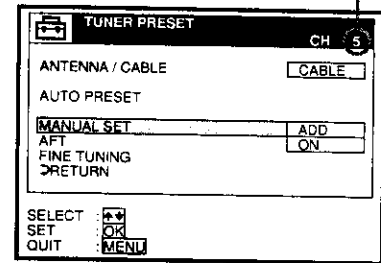 TUNER PRESET
CH 5
ANTENNA / CABLE CABLE
AUTO PRESET
MANUAL SET ADD
AFT ON
FINE TUNING
RETURN
SELECT :
SET : OK
QUIT : MENU